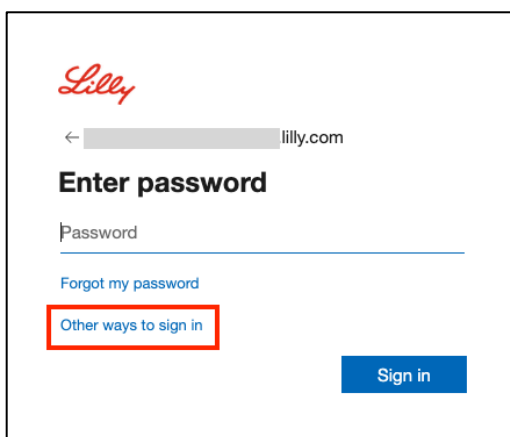 Lilly
lilly.com
Enter password
Password
Forgot my password
Other ways to sign in
Sign in